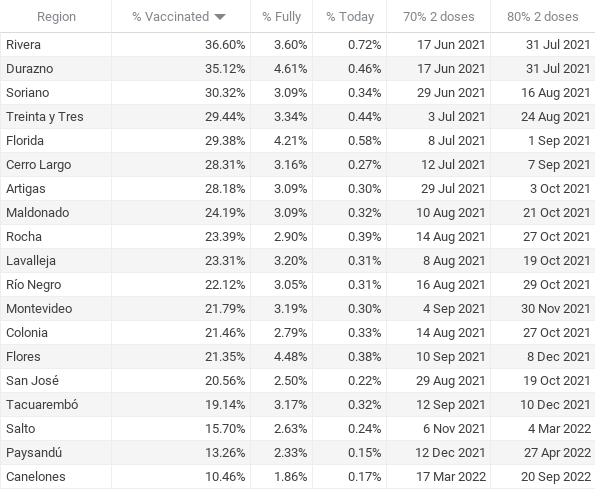 Region % Vaccinated % Fully % Today 70% 2 doses 80% 2 doses
Rivera 36.60% 3.60% 0.72% 17 Jun 2021 31 Jul 2021
Durazno 35.12% 4.61% 0.46% 17 Jun 2021 31 Jul 2021
Soriano 30.32% 3.09% 0.34% 29 Jun 2021 16 Aug 2021
Treinta y Tres 29.44% 3.34% 0.44% 3 Jul 2021 24 Aug 2021
Florida 29.38% 4.21% 0.58% 8 Jul 2021 1 Sep 2021
Cerro Largo 28.31% 3.16% 0.27% 12 Jul 2021 7 Sep 2021
Artigas 28.18% 3.09% 0.30% 29 Jul 2021 3 Oct 2021
Maldonado 24.19% 3.09% 0.32% 10 Aug 2021 21 Oct 2021
Rocha 23.39% 2.90% 0.39% 14 Aug 2021 27 Oct 2021
Lavalleja 23.31% 3.20% 0.31% 8 Aug 2021 19 Oct 2021
Río Negro 22.12% 3.05% 0.31% 16 Aug 2021 29 Oct 2021
Montevideo 21.79% 3.19% 0.30% 4 Sep 2021 30 Nov 2021
Colonia 21.46% 2.79% 0.33% 14 Aug 2021 27 Oct 2021
Flores 21.35% 4.48% 0.38% 10 Sep 2021 8 Dec 2021
San José 20.56% 2.50% 0.22% 29 Aug 2021 19 Oct 2021
Tacuarembó 19.14% 3.17% 0.32% 12 Sep 2021 10 Dec 2021
Salto 15.70% 2.63% 0.24% 6 Nov 2021 4 Mar 2022
Paysandú 13.26% 2.33% 0.15% 12 Dec 2021 27 Apr 2022
Canelones 10.46% 1.86% 0.17% 17 Mar 2022 20 Sep 2022